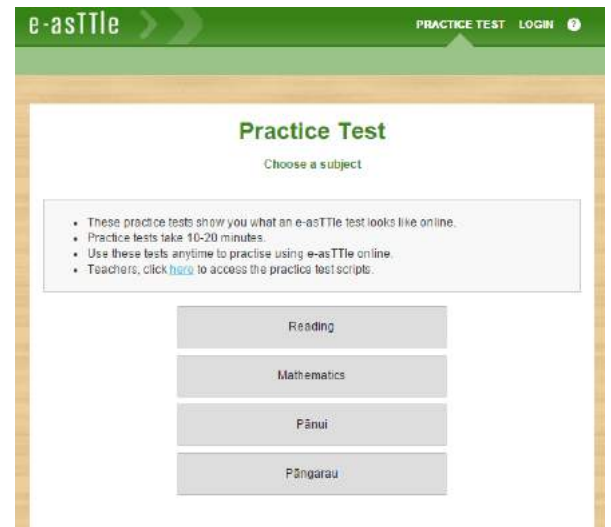 e-asTTle
PRACTICE TEST LOGIN ?
Practice Test
Choose a subject
• These practice tests show you what an e-asTTle test looks like online.
• Practice tests take 10-20 minutes.
• Use these tests anytime to practise using e-asTTle online.
• Teachers, click here to access the practice test scripts.
Reading
Mathematics
Pānui
Pāngarau